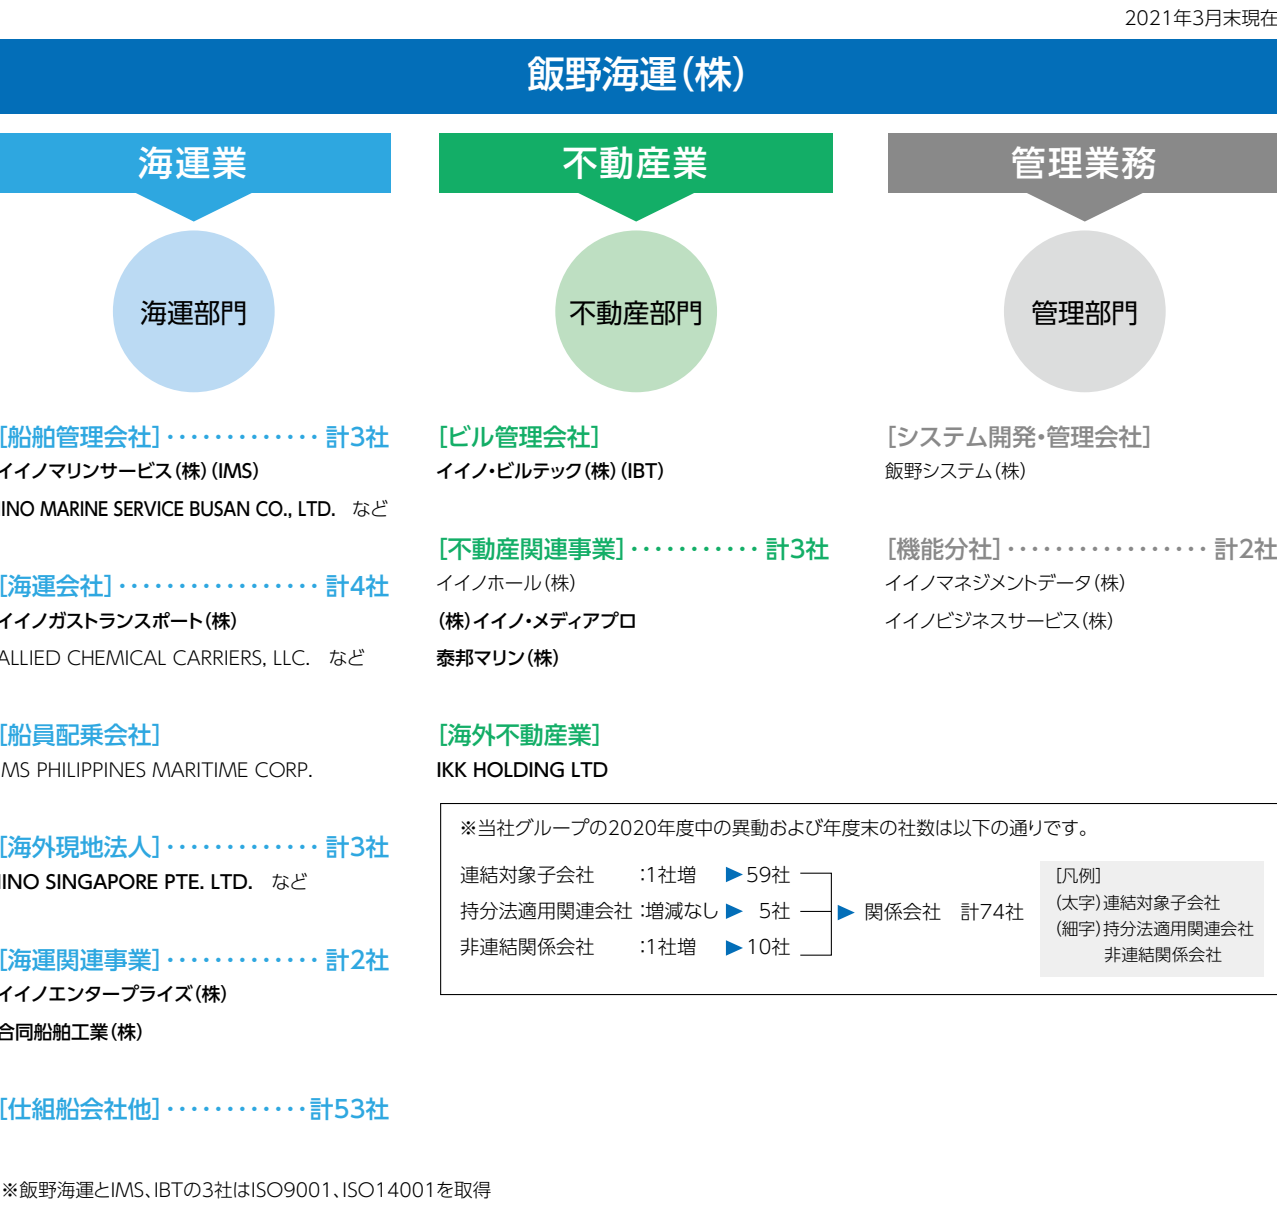 2021年3月末現在
飯野海運(株)
海運業
海運部門
[船舶管理会社]・・・・・・・・・・・・・計3社
イイノマリンサービス(株)(IMS)
IINO MARINE SERVICE BUSAN CO., LTD. など
[海運会社]・・・・・・・・・・・・・・・・・計4社
イイノガストランスポート(株)
ALLIED CHEMICAL CARRIERS, LLC. など
[船員配乗会社]
IMS PHILIPPINES MARITIME CORP.
[海外現地法人]・・・・・・・・・・・・・計3社
IINO SINGAPORE PTE. LTD. など
[海運関連事業]・・・・・・・・・・・・・計2社
イイノエンタープライズ(株)
合同船舶工業(株)
[仕組船会社他]・・・・・・・・・・・・計53社
不動産業
不動産部門
[ビル管理会社]
イイノ・ビルテック(株)(IBT)
[不動産関連事業]・・・・・・・・・・・計3社
イイノホール(株)
(株)イイノ・メディアプロ
泰邦マリン(株)
[海外不動産業]
IKK HOLDING LTD
管理業務
管理部門
[システム開発・管理会社]
飯野システム(株)
[機能分社]・・・・・・・・・・・・・・・・・計2社
イイノマネジメントデータ(株)
イイノビジネスサービス(株)
※当社グループの2020年度中の異動および年度末の社数は以下の通りです。
連結対象子会社 :1社増 ▶59社
持分法適用関連会社:増減なし▶ 5社 ▶ 関係会社 計74社
非連結関係会社 :1社増 ▶10社
[凡例]
(太字)連結対象子会社
(細字)持分法適用関連会社
非連結関係会社
※飯野海運とIMS、IBTの3社はISO9001、ISO14001を取得